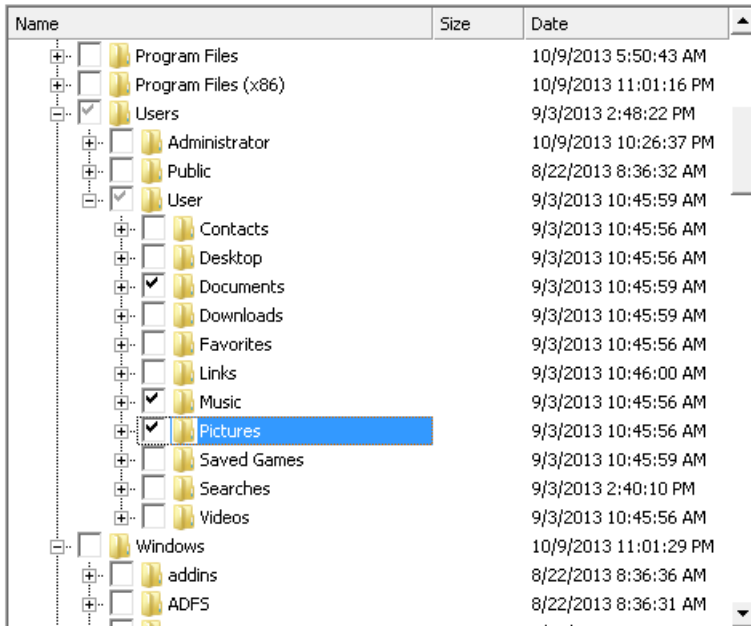 Name Size Date
Program Files 10/9/2013 5:50:43 AM
Program Files (x86) 10/9/2013 11:01:16 PM
Users 9/3/2013 2:48:22 PM
Administrator 10/9/2013 10:26:37 PM
Public 8/22/2013 8:36:32 AM
User 9/3/2013 10:45:59 AM
Contacts 9/3/2013 10:45:56 AM
Desktop 9/3/2013 10:45:56 AM
Documents 9/3/2013 10:45:59 AM
Downloads 9/3/2013 10:45:59 AM
Favorites 9/3/2013 10:45:56 AM
Links 9/3/2013 10:46:00 AM
Music 9/3/2013 10:45:56 AM
Pictures 9/3/2013 10:45:56 AM
Saved Games 9/3/2013 10:45:59 AM
Searches 9/3/2013 2:40:10 PM
Videos 9/3/2013 10:45:56 AM
Windows 10/9/2013 11:01:29 PM
addins 8/22/2013 8:36:36 AM
ADFS 8/22/2013 8:36:31 AM